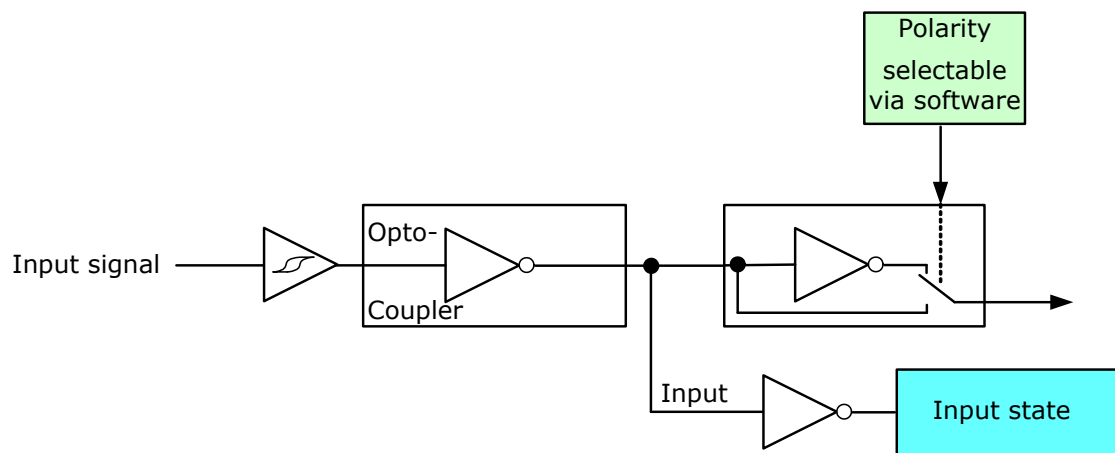 Polarity
selectable
via software
Opto-
Input signal
Coupler
Input
Input state